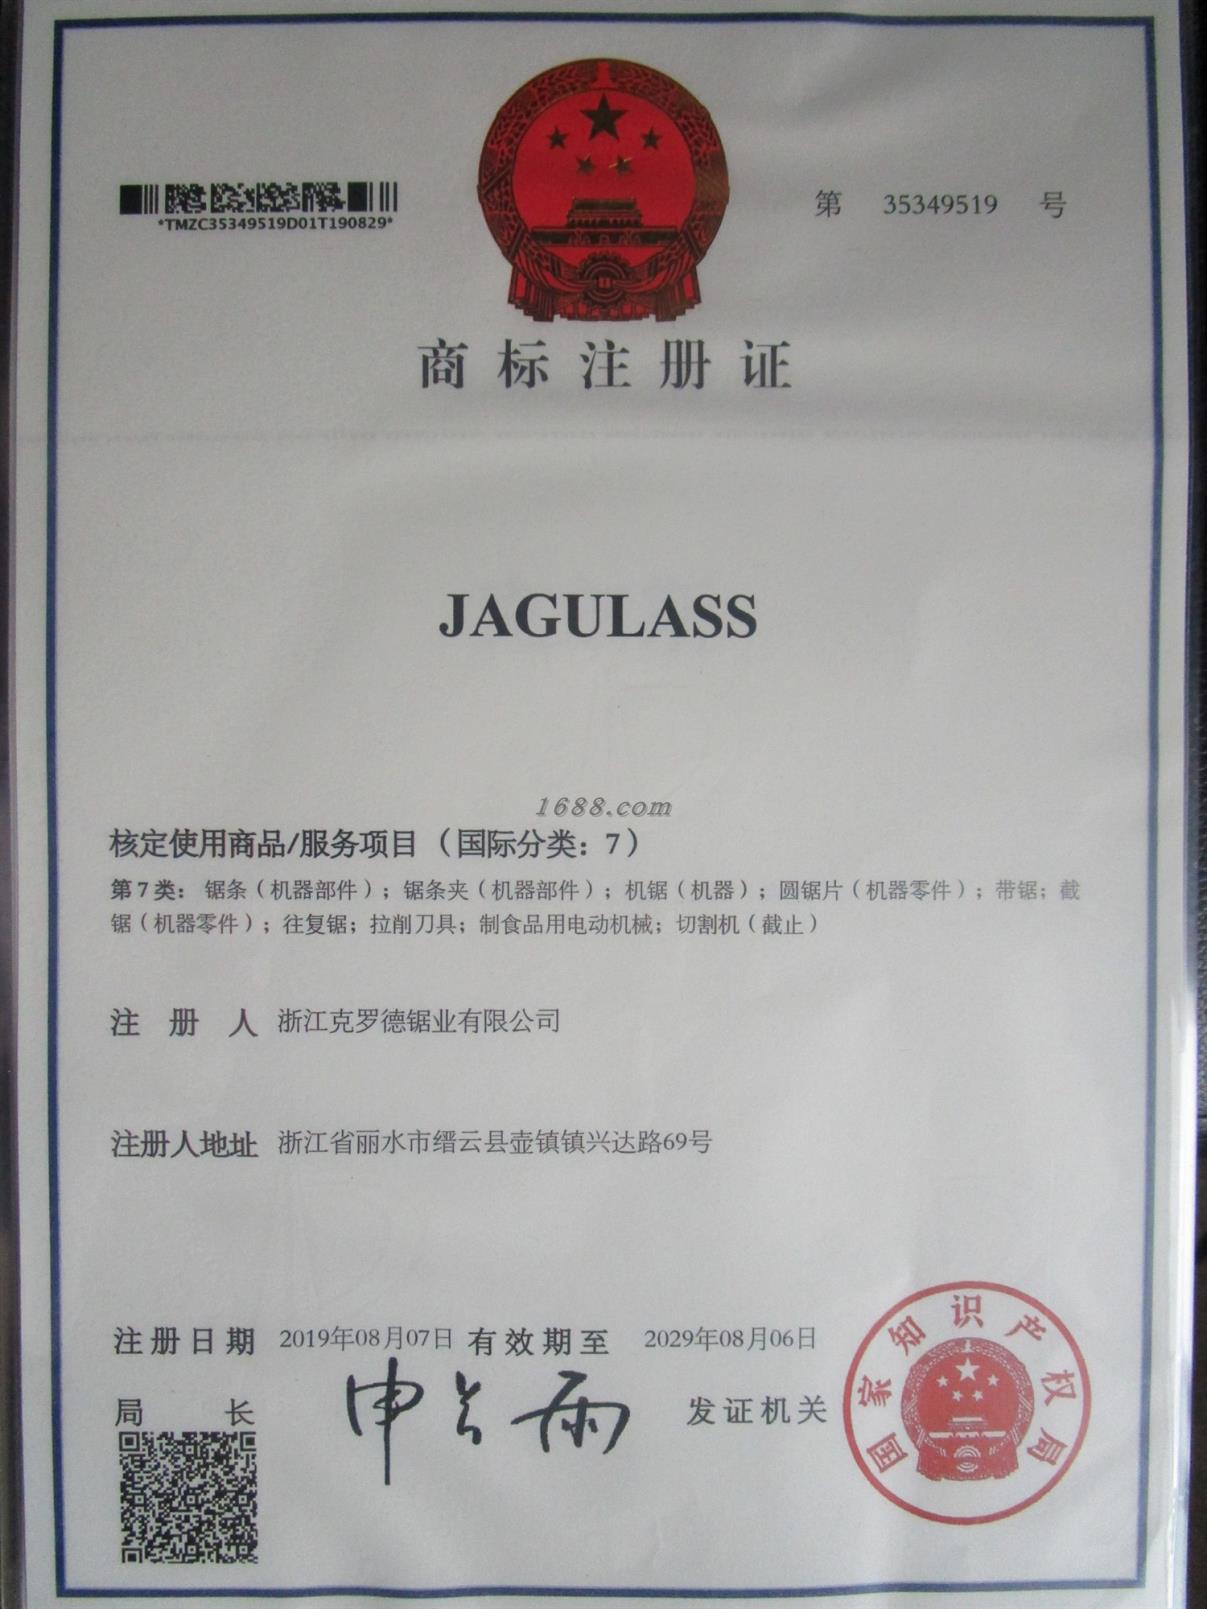 *TMZC35349519D01T190829*
第 35349519 号
商标注册证
JAGULASS
1688.com
核定使用商品/服务项目（国际分类：7）
第7类：锯条（机器部件）；锯条夹（机器部件）；机锯（机器）；圆锯片（机器零件）；带锯；截
锯（机器零件）；往复锯；拉削刀具；制食品用电动机械；切割机（截止）
注册人 浙江克罗德锯业有限公司
注册人地址 浙江省丽水市缙云县壶镇镇兴达路69号
注册日期 2019年08月07日 有效期至 2029年08月06日
局长 申长雨 发证机关
国家知识产权局